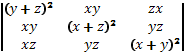 |(y + z)² xy zx|
|xy (x + z)² yz|
|xz yz (x + y)²|